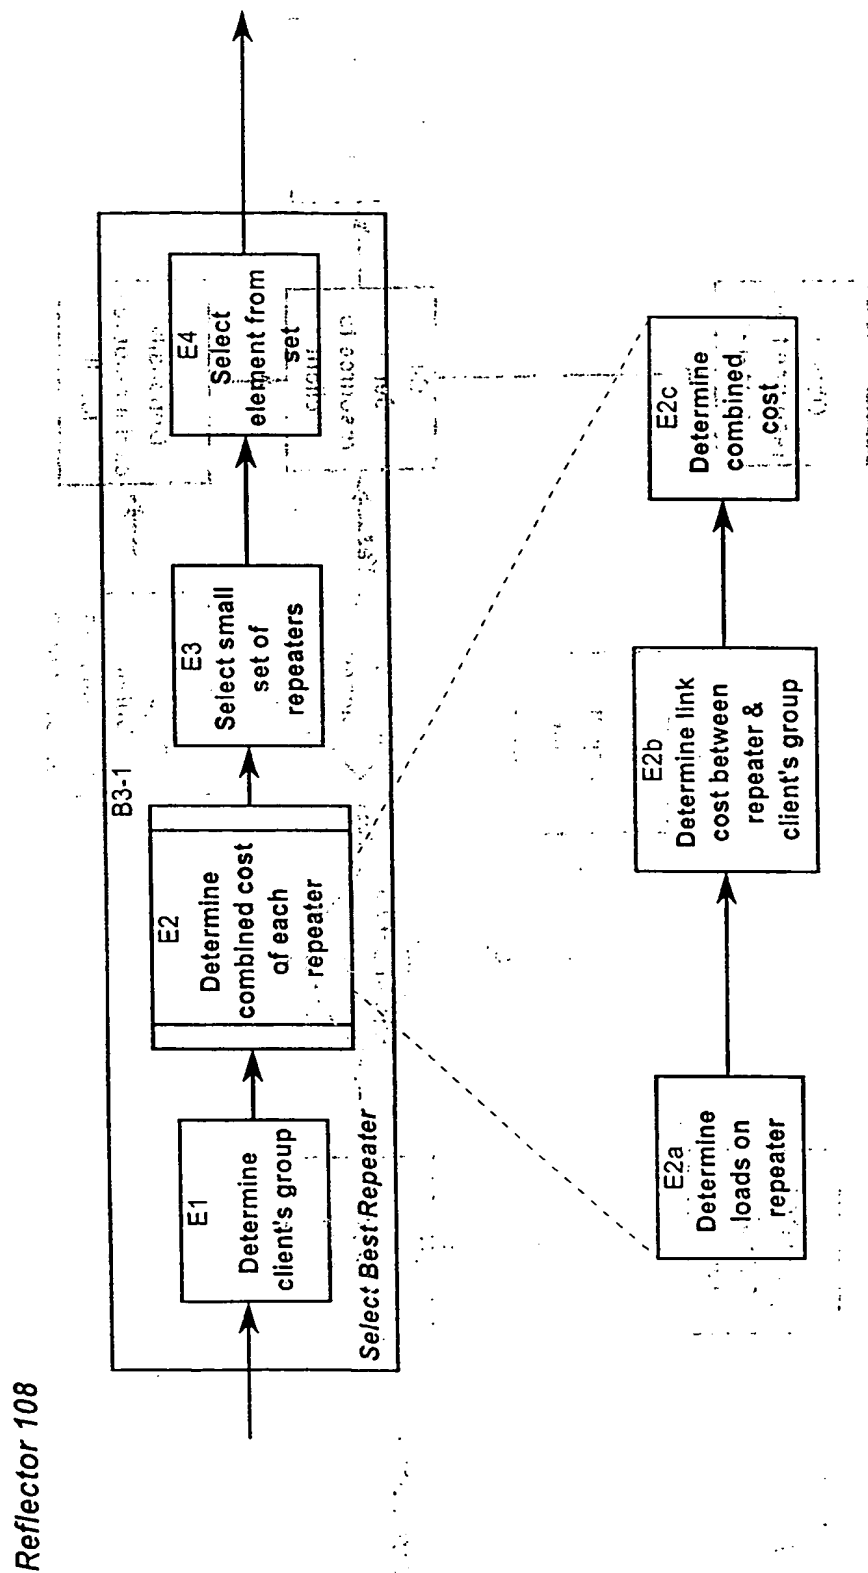 Reflector 108
B3-1
E1
Determine
client's group
E2
Determine
combined cost
of each
repeater
E3
Select small
set of
repeaters
E4
Select
element from
set
Select Best Repeater
E2a
Determine
loads on
repeater
E2b
Determine link
cost between
repeater &
client's group
E2c
Determine
combined
cost